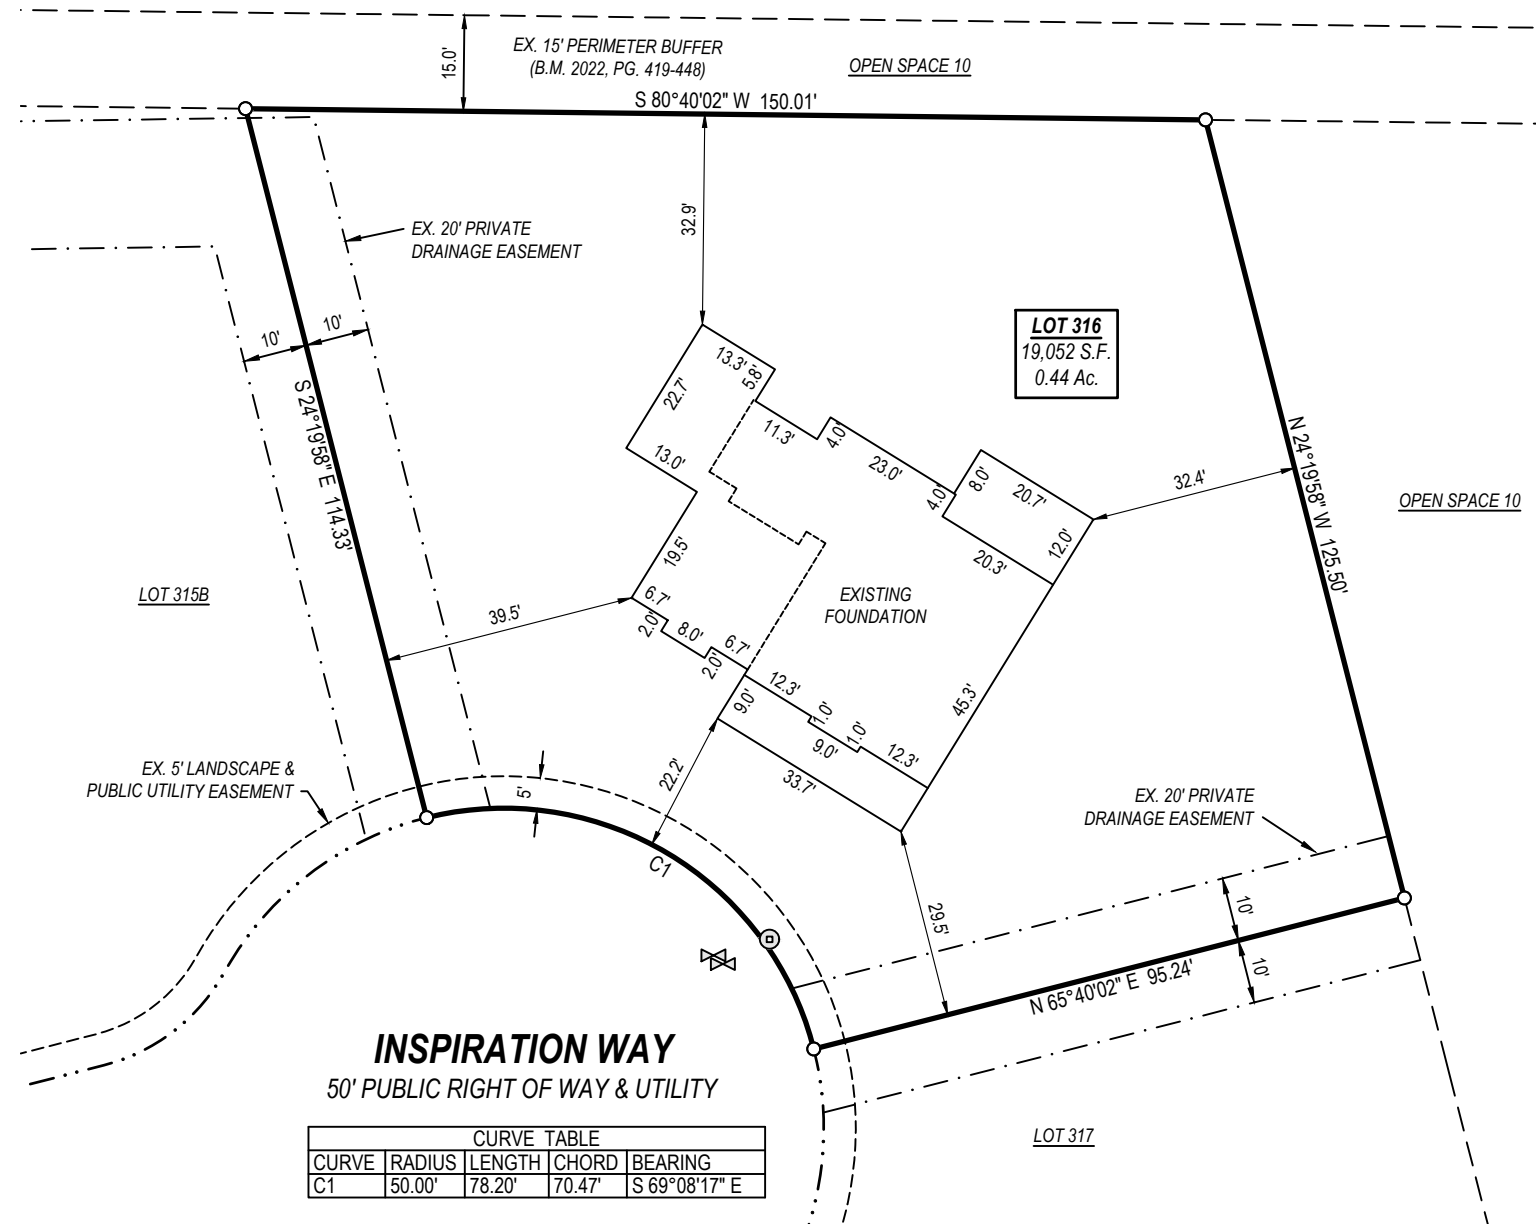 15.0'
EX. 15' PERIMETER BUFFER
(B.M. 2022, PG. 419-448)
OPEN SPACE 10
S 80°40'02" W 150.01'
EX. 20' PRIVATE
DRAINAGE EASEMENT
32.9'
10'
10'
S 24°19'58" E 114.33'
LOT 316
19,052 S.F.
0.44 Ac.
13.3'
5.8'
22.7'
11.3'
4.0'
23.0'
13.0'
4.0'
8.0'
20.7'
32.4'
N 24°19'58" W 125.50'
OPEN SPACE 10
12.0'
20.3'
19.5'
EXISTING
FOUNDATION
LOT 315B
39.5'
6.7'
2.0'
8.0'
6.7'
2.0'
12.3'
9.0'
1.0'
9.0'
1.0'
12.3'
45.3'
33.7'
22.2'
EX. 5' LANDSCAPE &
PUBLIC UTILITY EASEMENT
5'
C1
EX. 20' PRIVATE
DRAINAGE EASEMENT
29.5'
10'
10'
N 65°40'02" E 95.24'
INSPIRATION WAY
50' PUBLIC RIGHT OF WAY & UTILITY
LOT 317
CURVE TABLE
CURVE RADIUS LENGTH CHORD BEARING
C1 50.00' 78.20' 70.47' S 69°08'17" E